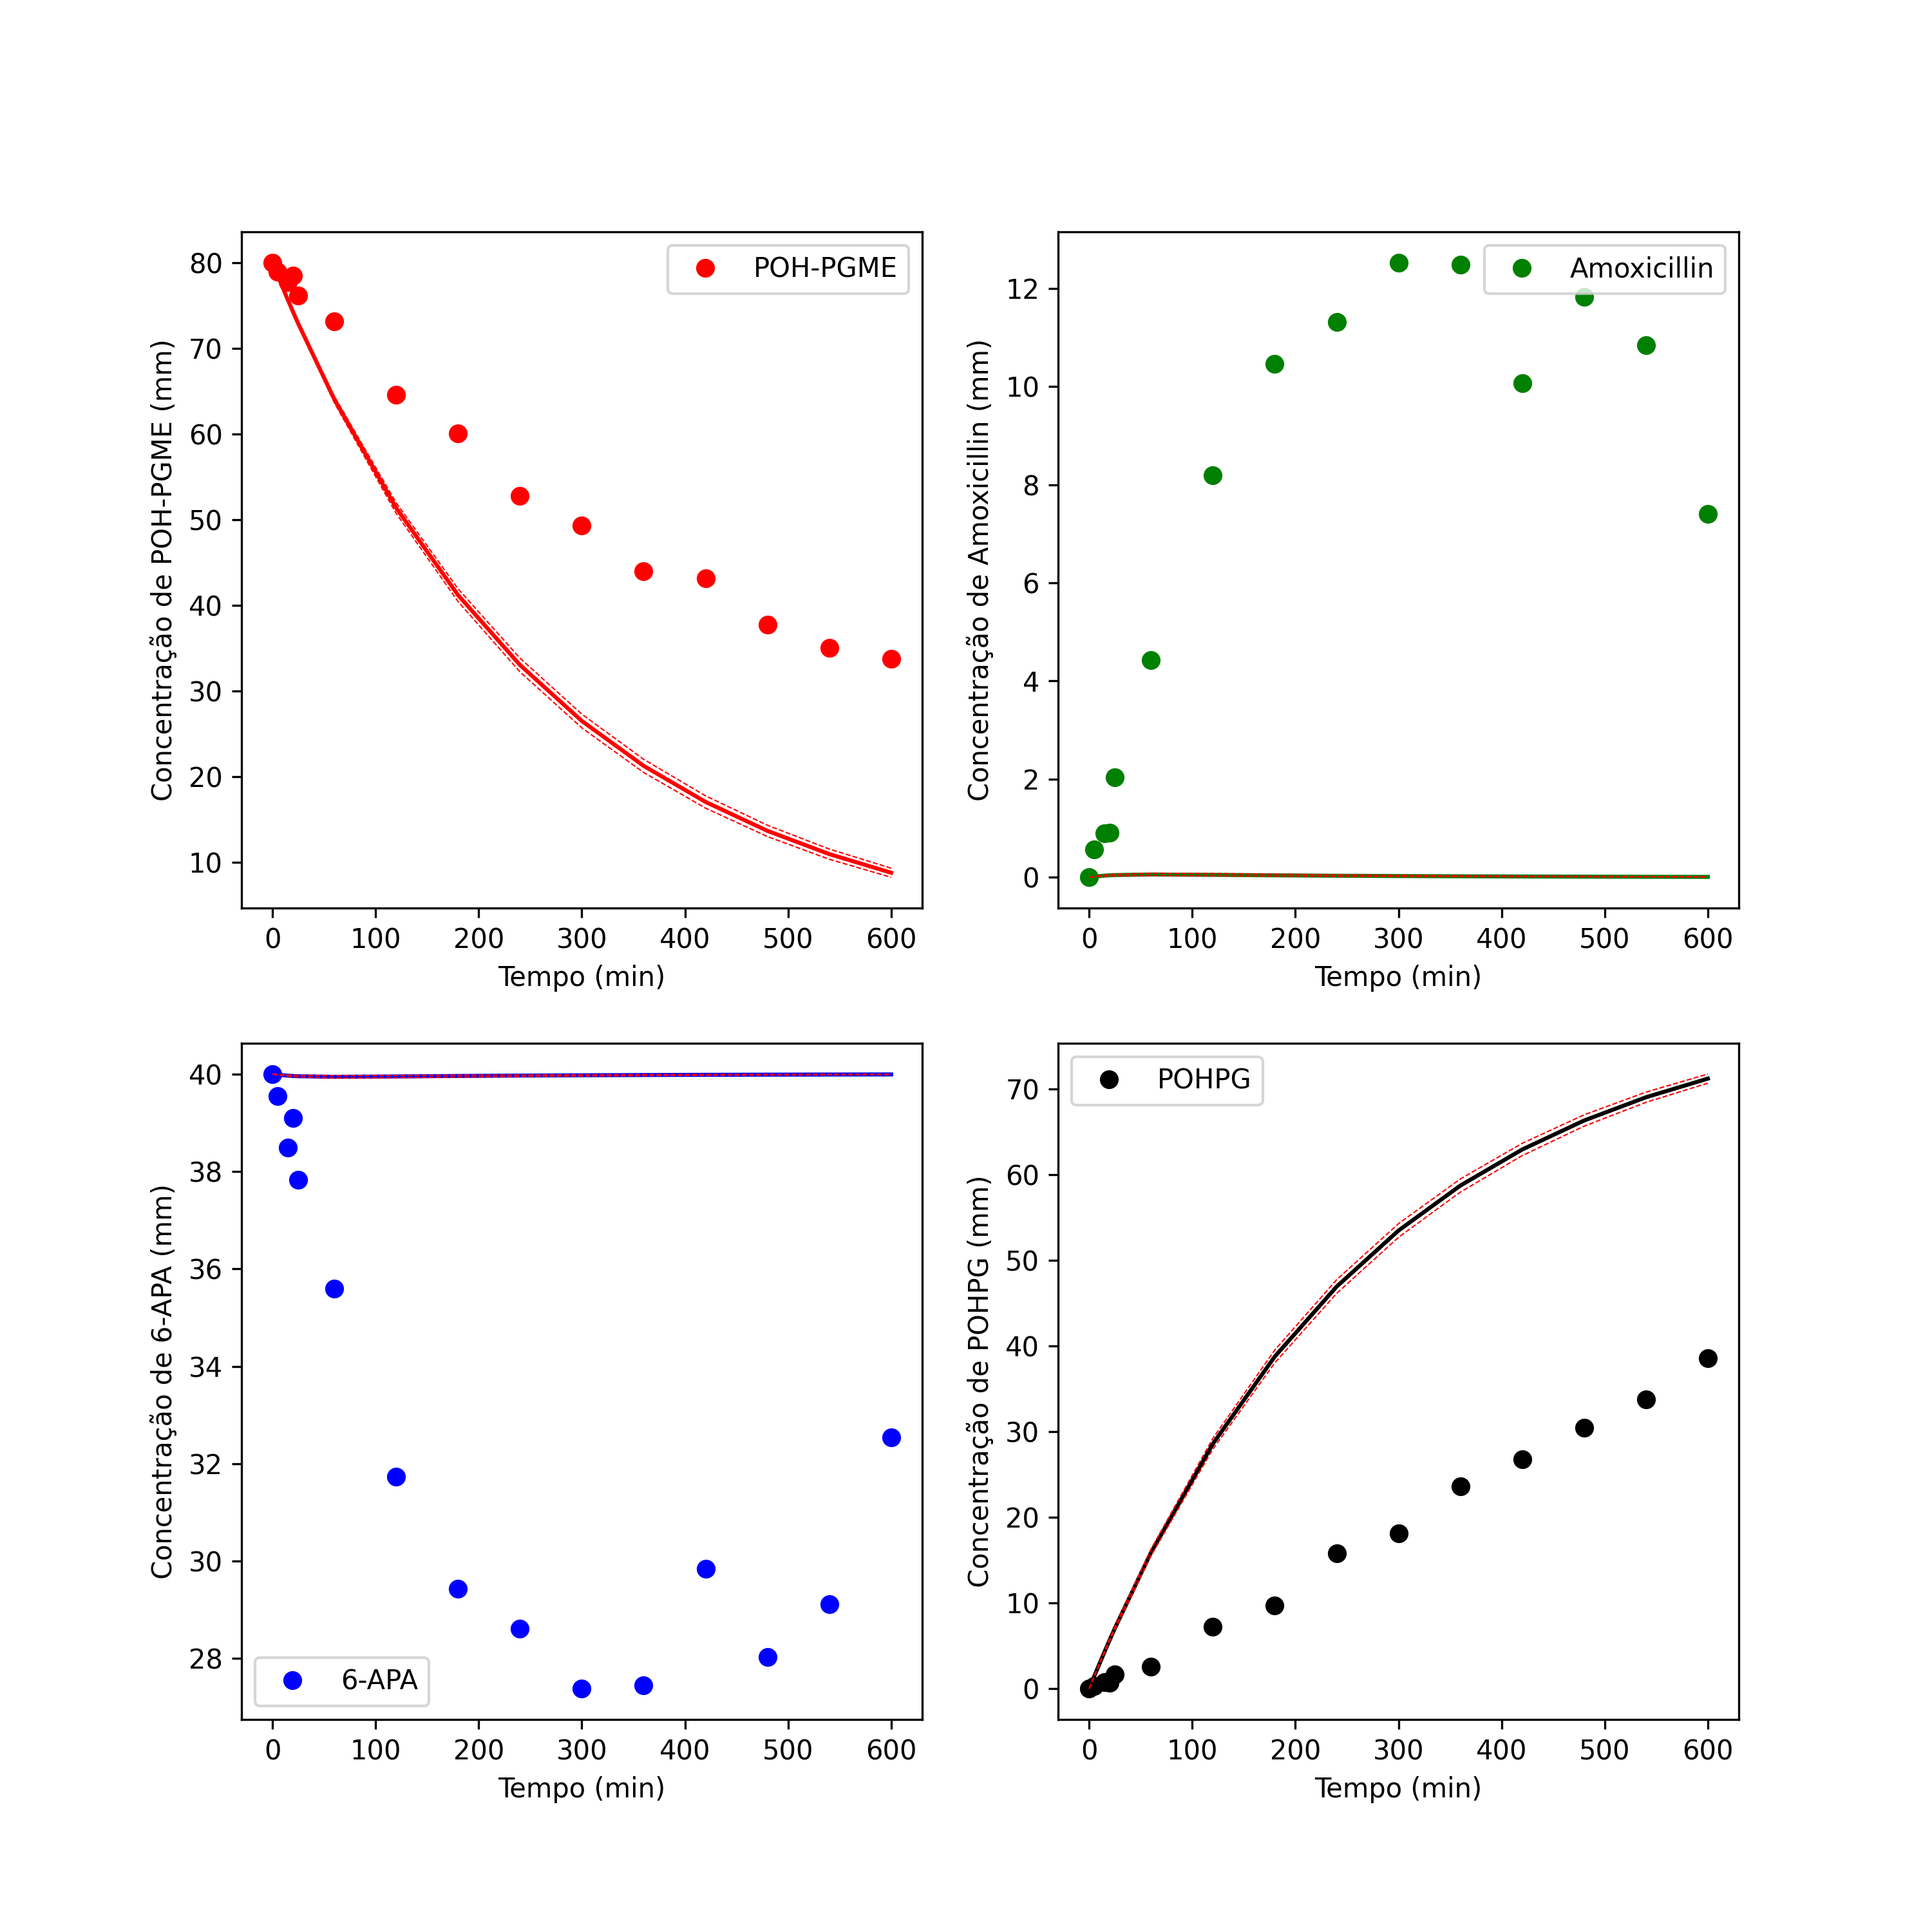 POH-PGME
80
70
60
50
40
30
20
10
Concentração de POH-PGME (mm)
0 100 200 300 400 500 600
Tempo (min)
Amoxicillin
12
10
8
6
4
2
0
Concentração de Amoxicillin (mm)
0 100 200 300 400 500 600
Tempo (min)
40
38
36
34
32
30
28
Concentração de 6-APA (mm)
6-APA
0 100 200 300 400 500 600
Tempo (min)
POHPG
70
60
50
40
30
20
10
0
Concentração de POHPG (mm)
0 100 200 300 400 500 600
Tempo (min)